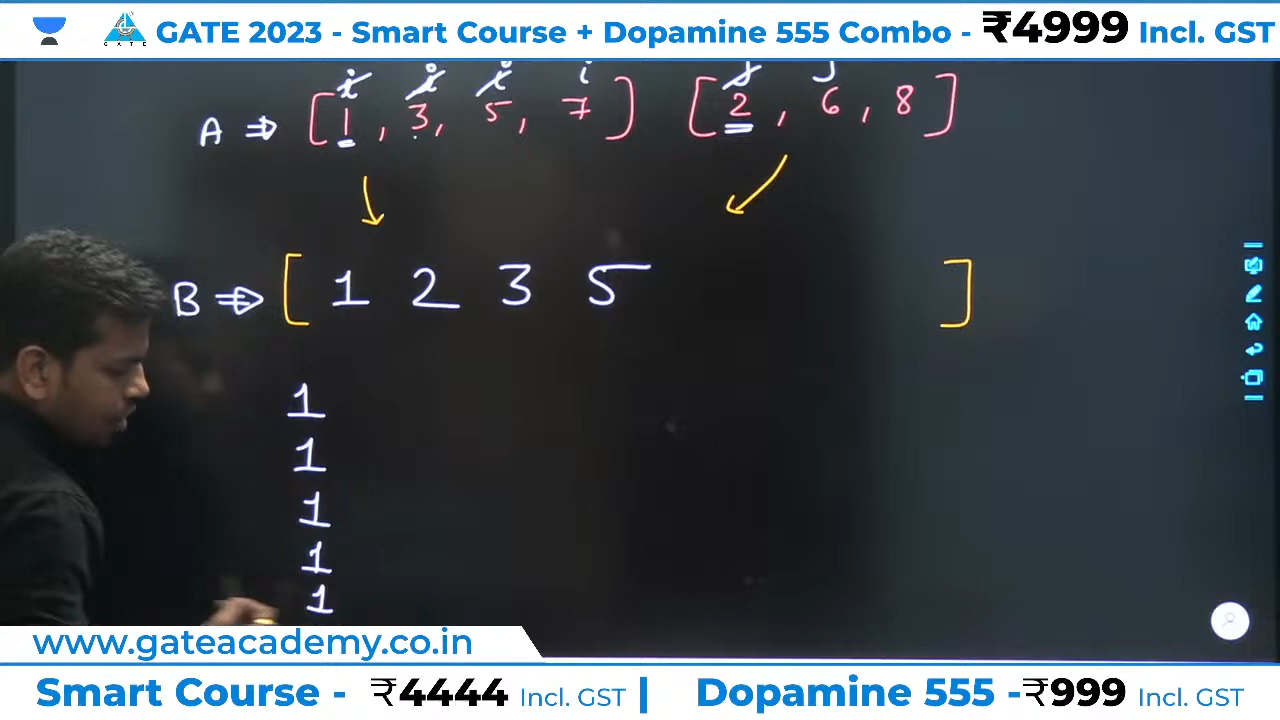 GATE
GATE 2023 - Smart Course + Dopamine 555 Combo - ₹4999 Incl. GST
i i i i j j
A ⇒ [ 1 , 3 , 5 , 7 ] [ 2 , 6 , 8 ]
B ⇒ [ 1 2 3 5 ]
1
1
1
1
1
www.gateacademy.co.in
Smart Course - ₹4444 Incl. GST | Dopamine 555 -₹999 Incl. GST